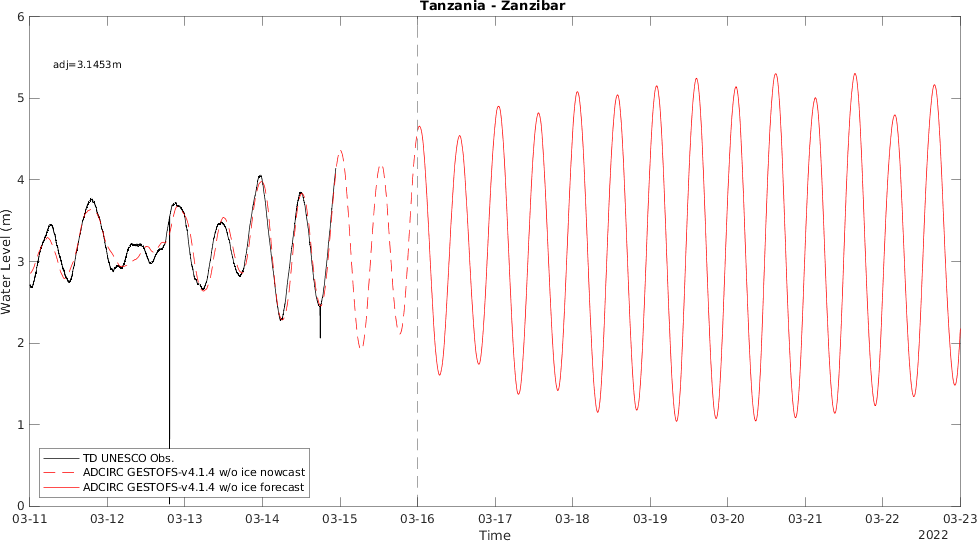 Tanzania - Zanzibar
adj=3.1453m
6
5
4
3
2
1
0
Water Level (m)
TD UNESCO Obs.
ADCIRC GESTOFS-v4.1.4 w/o ice nowcast
ADCIRC GESTOFS-v4.1.4 w/o ice forecast
03-11 03-12 03-13 03-14 03-15 03-16 03-17 03-18 03-19 03-20 03-21 03-22 03-23
Time
2022